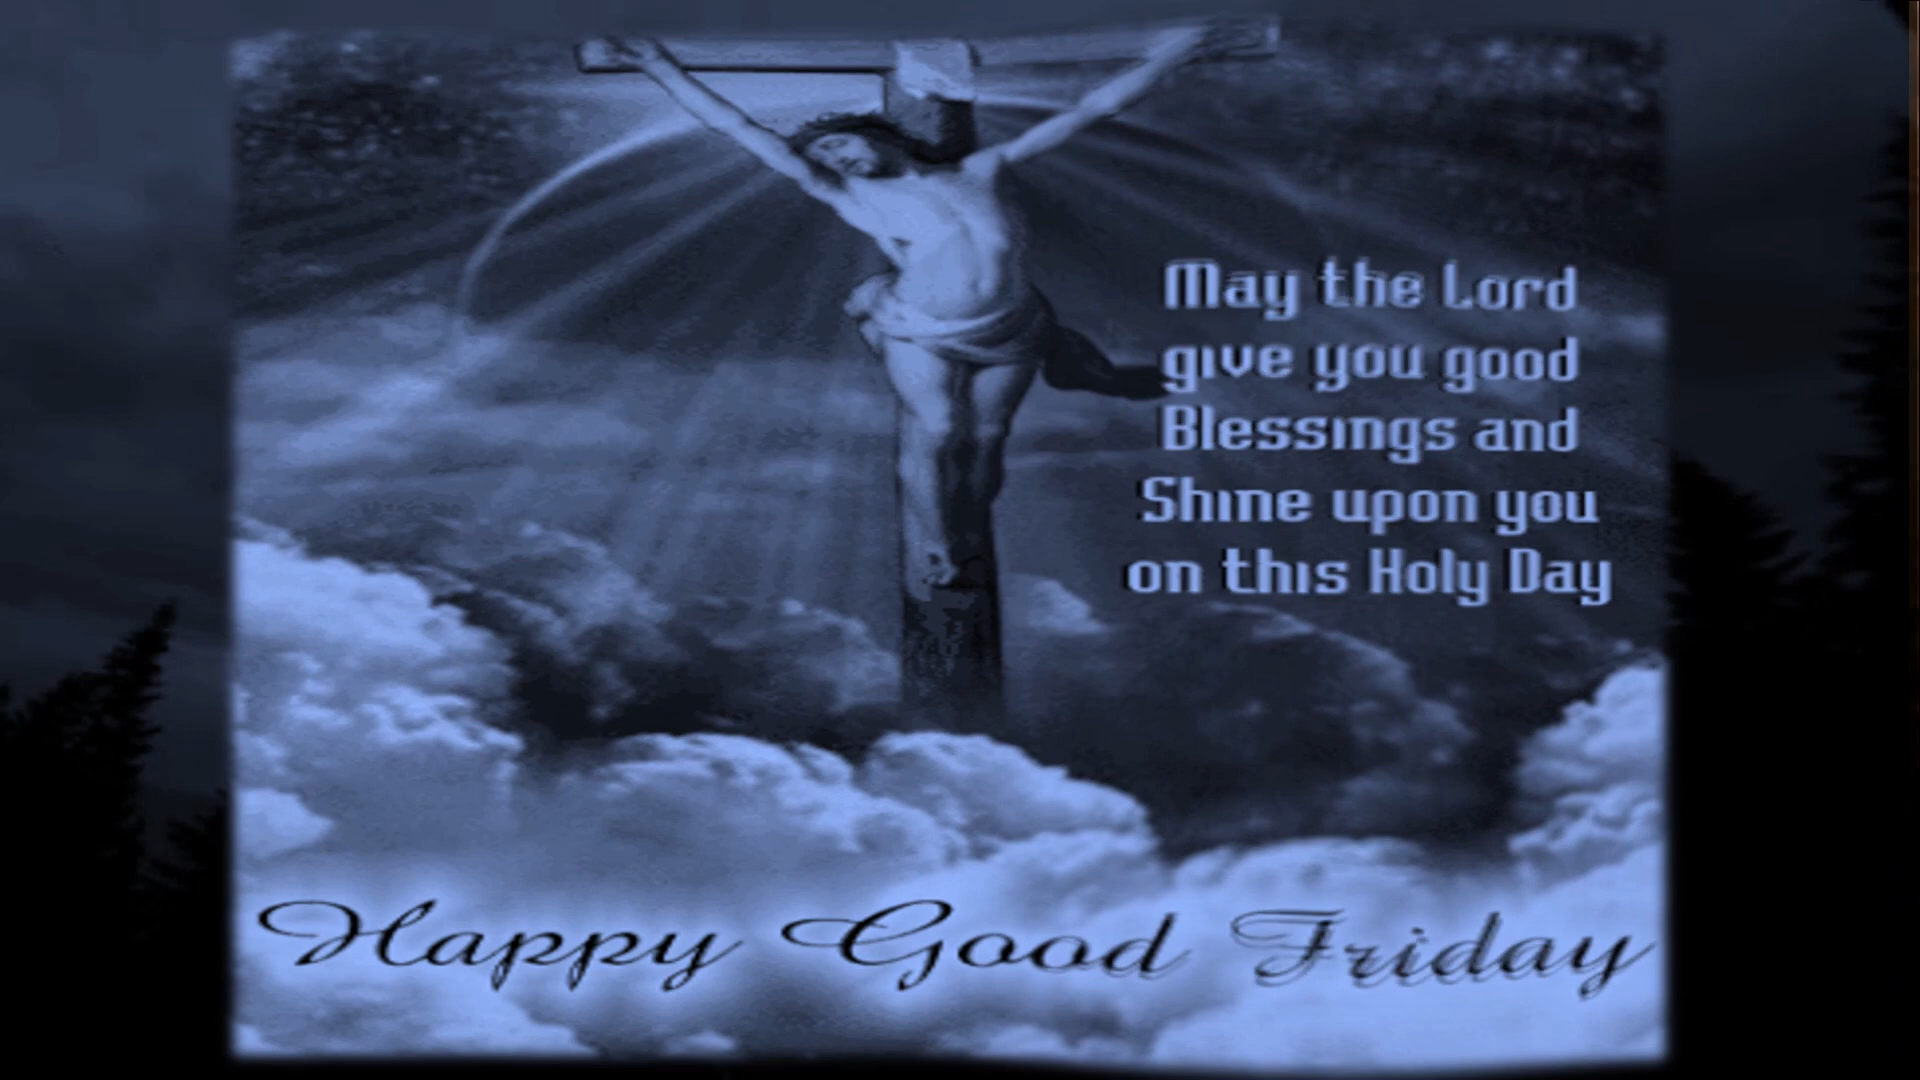 May the Lord
give you good
Blessings and
Shine upon you
on this Holy Day
Happy Good Friday